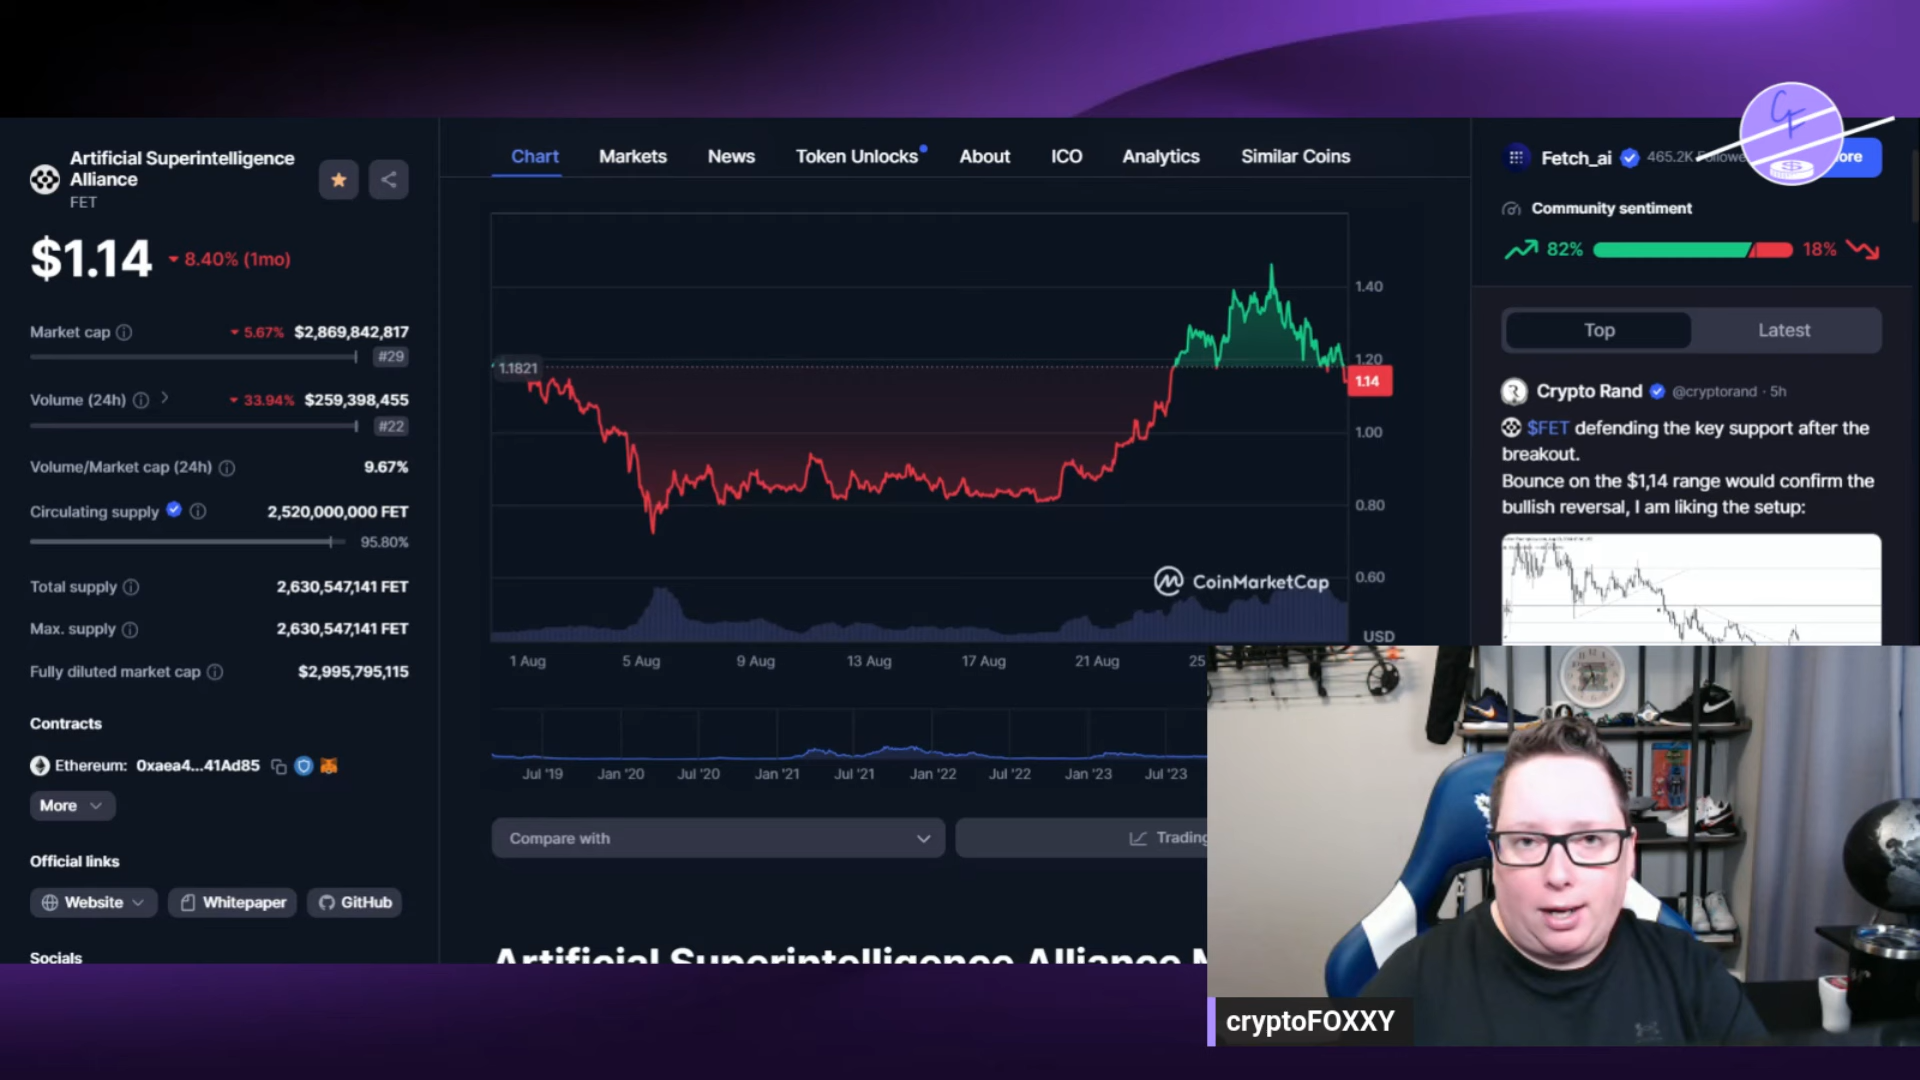 Artificial Superintelligence
Alliance
FET
$1.14
8.40% (1mo)
Market cap
5.67% $2,869,842,817
#29
Volume (24h)
33.94% $259,398,455
#22
Volume/Market cap (24h)
9.67%
Circulating supply
2,520,000,000 FET
95.80%
Total supply
2,630,547,141 FET
Max. supply
2,630,547,141 FET
Fully diluted market cap
$2,995,795,115
Contracts
Ethereum: 0xaea4...41Ad85
More
Official links
Website
Whitepaper
GitHub
Socials
Chart Markets News Token Unlocks About ICO Analytics Similar Coins
1.1821
1.40
1.20
1.14
1.00
0.80
0.60
USD
CoinMarketCap
1 Aug 5 Aug 9 Aug 13 Aug 17 Aug 21 Aug 25
Jul '19 Jan '20 Jul '20 Jan '21 Jul '21 Jan '22 Jul '22 Jan '23 Jul '23
Compare with
Trading
Artificial Superintelligence Alliance
CF
$
Fetch_ai 465.2K
Community sentiment
82%
18%
Top
Latest
Crypto Rand @cryptorand · 5h
$FET defending the key support after the
breakout.
Bounce on the $1,14 range would confirm the
bullish reversal, I am liking the setup:
cryptoFOXXY